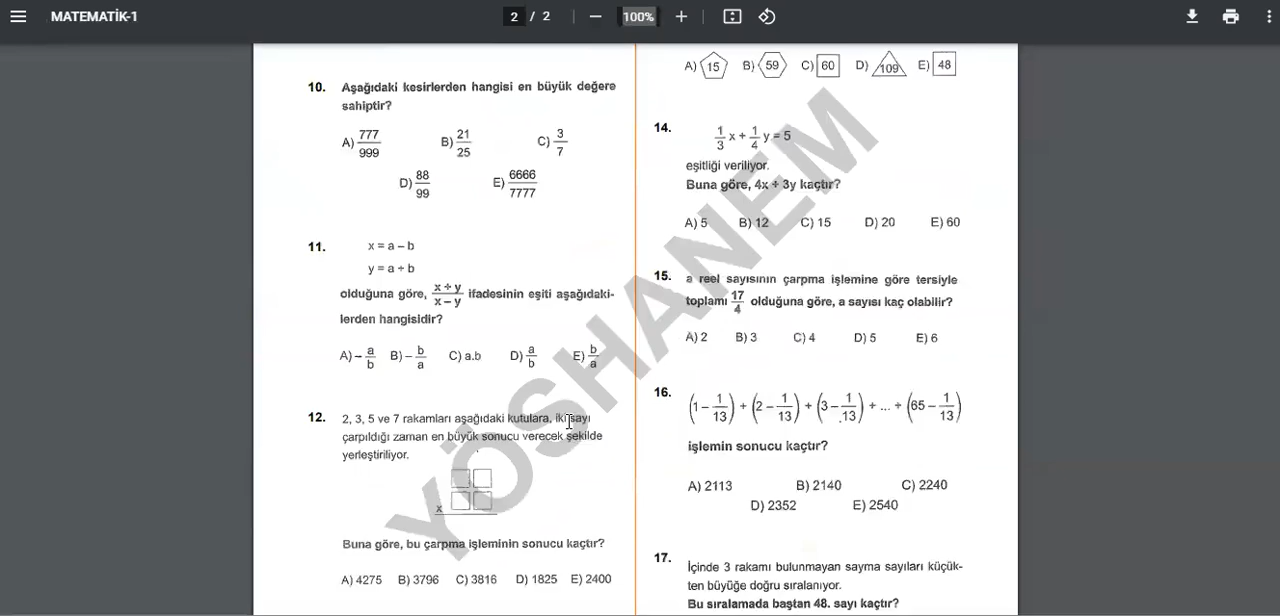 MATEMATİK-1
2 / 2
100%
10. Aşağıdaki kesirlerden hangisi en büyük değere
sahiptir?
A) 777/999 B) 21/25 C) 3/7
D) 88/99 E) 6666/7777
11. x = a – b
y = a + b
olduğuna göre, x + y / x – y ifadesinin eşiti aşağıdaki-
lerden hangisidir?
A) – a/b B) – b/a C) a.b D) a/b E) b/a
12. 2, 3, 5 ve 7 rakamları aşağıdaki kutulara, iki sayı
çarpıldığı zaman en büyük sonucu verecek şekilde
yerleştiriliyor.
x
Buna göre, bu çarpma işleminin sonucu kaçtır?
A) 4275 B) 3796 C) 3816 D) 1825 E) 2400
A) 15 B) 59 C) 60 D) 109 E) 48
14. 1/3 x + 1/4 y = 5
eşitliği veriliyor.
Buna göre, 4x + 3y kaçtır?
A) 5 B) 12 C) 15 D) 20 E) 60
15. a reel sayısının çarpma işlemine göre tersiyle
toplamı 17/4 olduğuna göre, a sayısı kaç olabilir?
A) 2 B) 3 C) 4 D) 5 E) 6
16. (1 – 1/13) + (2 – 1/13) + (3 – 1/13) + ... + (65 – 1/13)
işlemin sonucu kaçtır?
A) 2113 B) 2140 C) 2240
D) 2352 E) 2540
17. İçinde 3 rakamı bulunmayan sayma sayıları küçük-
ten büyüğe doğru sıralanıyor.
Bu sıralamada baştan 48. sayı kaçtır?
YÖSHANEM